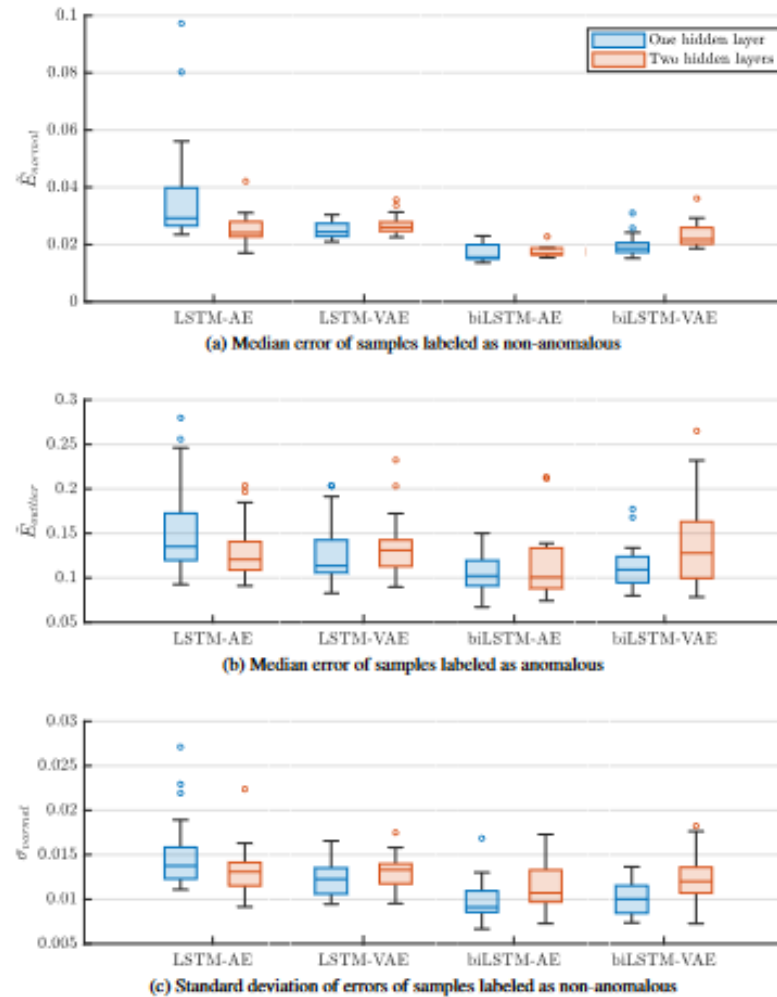 0.1
One hidden layer
Two hidden layers
0.08
0.06
Ẽnormal
0.04
0.02
0
LSTM-AE LSTM-VAE biLSTM-AE biLSTM-VAE
(a) Median error of samples labeled as non-anomalous
0.3
0.25
0.2
Ẽoutlier
0.15
0.1
0.05
LSTM-AE LSTM-VAE biLSTM-AE biLSTM-VAE
(b) Median error of samples labeled as anomalous
0.03
0.025
0.02
σnormal
0.015
0.01
0.005
LSTM-AE LSTM-VAE biLSTM-AE biLSTM-VAE
(c) Standard deviation of errors of samples labeled as non-anomalous